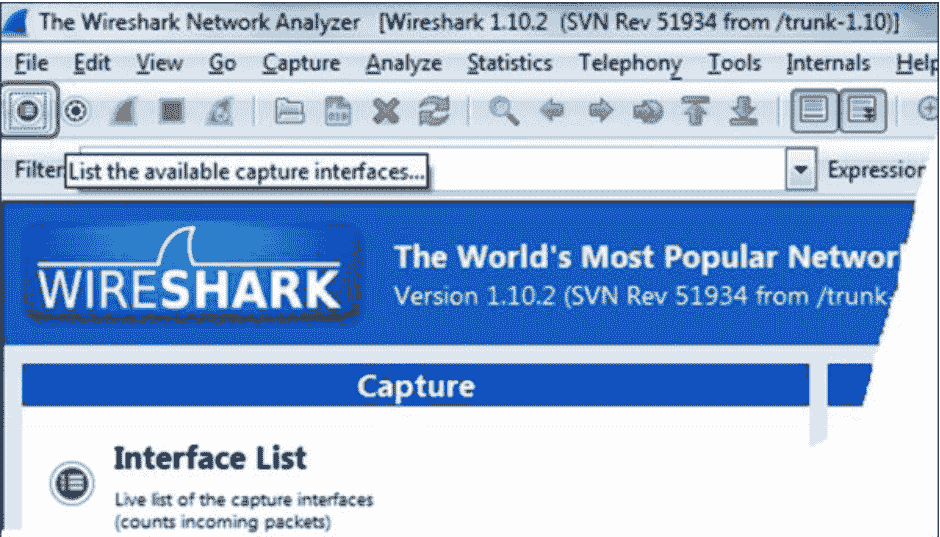 The Wireshark Network Analyzer [Wireshark 1.10.2 (SVN Rev 51934 from /trunk-1.10)]
File Edit View Go Capture Analyze Statistics Telephony Tools Internals Help
Filter List the available capture interfaces... Expression
WIRESHARK
The World's Most Popular Networ
Version 1.10.2 (SVN Rev 51934 from /trunk-
Capture
Interface List
Live list of the capture interfaces
(counts incoming packets)